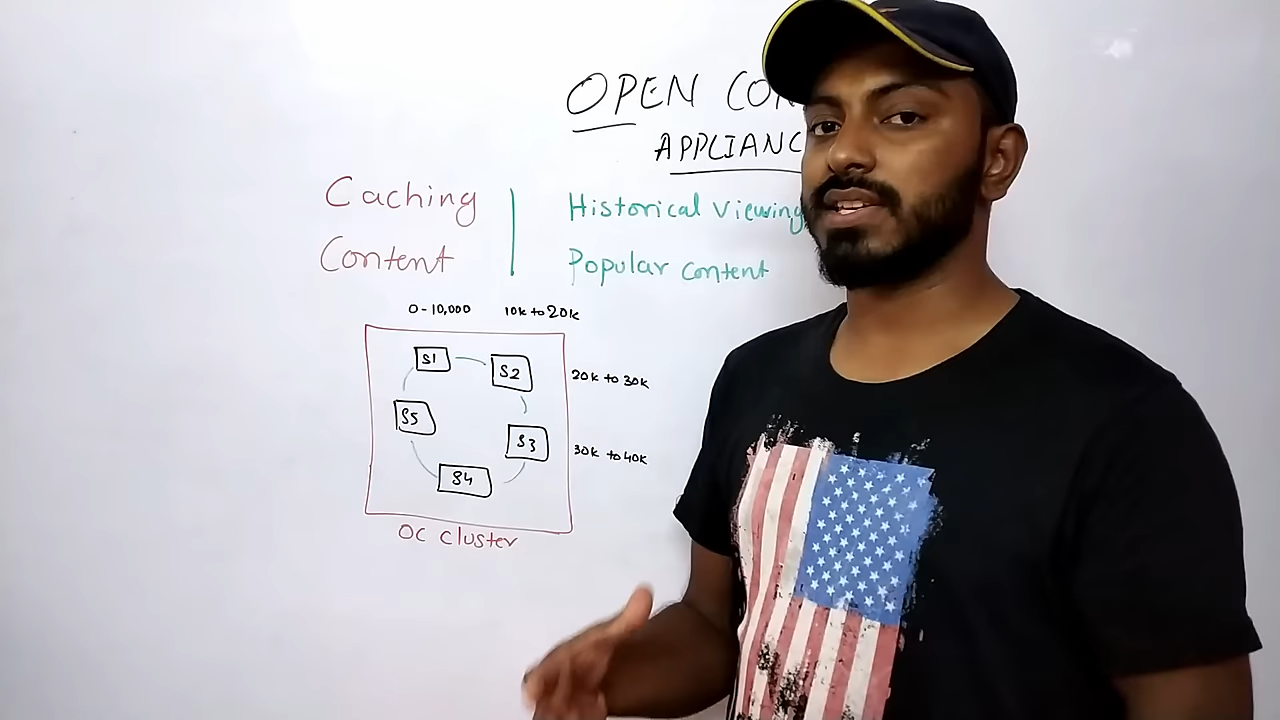 OPEN CON
APPLIANC
Caching
Content
Historical Viewing
Popular content
0-10,000
10k to 20k
S1
S2
20k to 30k
S5
S3
30k to 40k
S4
OC cluster